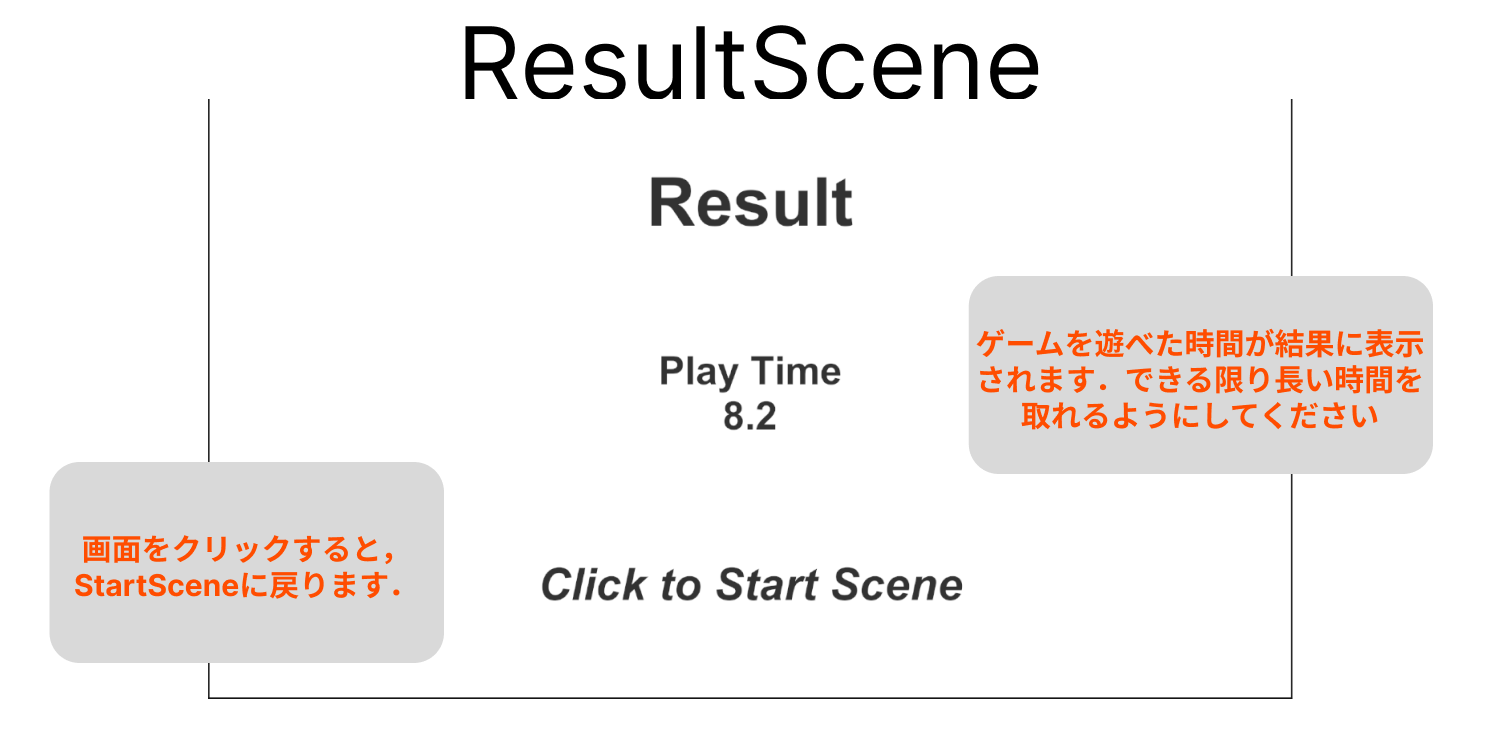 ResultScene
Result
ゲームを遊べた時間が結果に表示
されます．できる限り長い時間を
取れるようにしてください
Play Time
8.2
画面をクリックすると，
StartSceneに戻ります．
Click to Start Scene